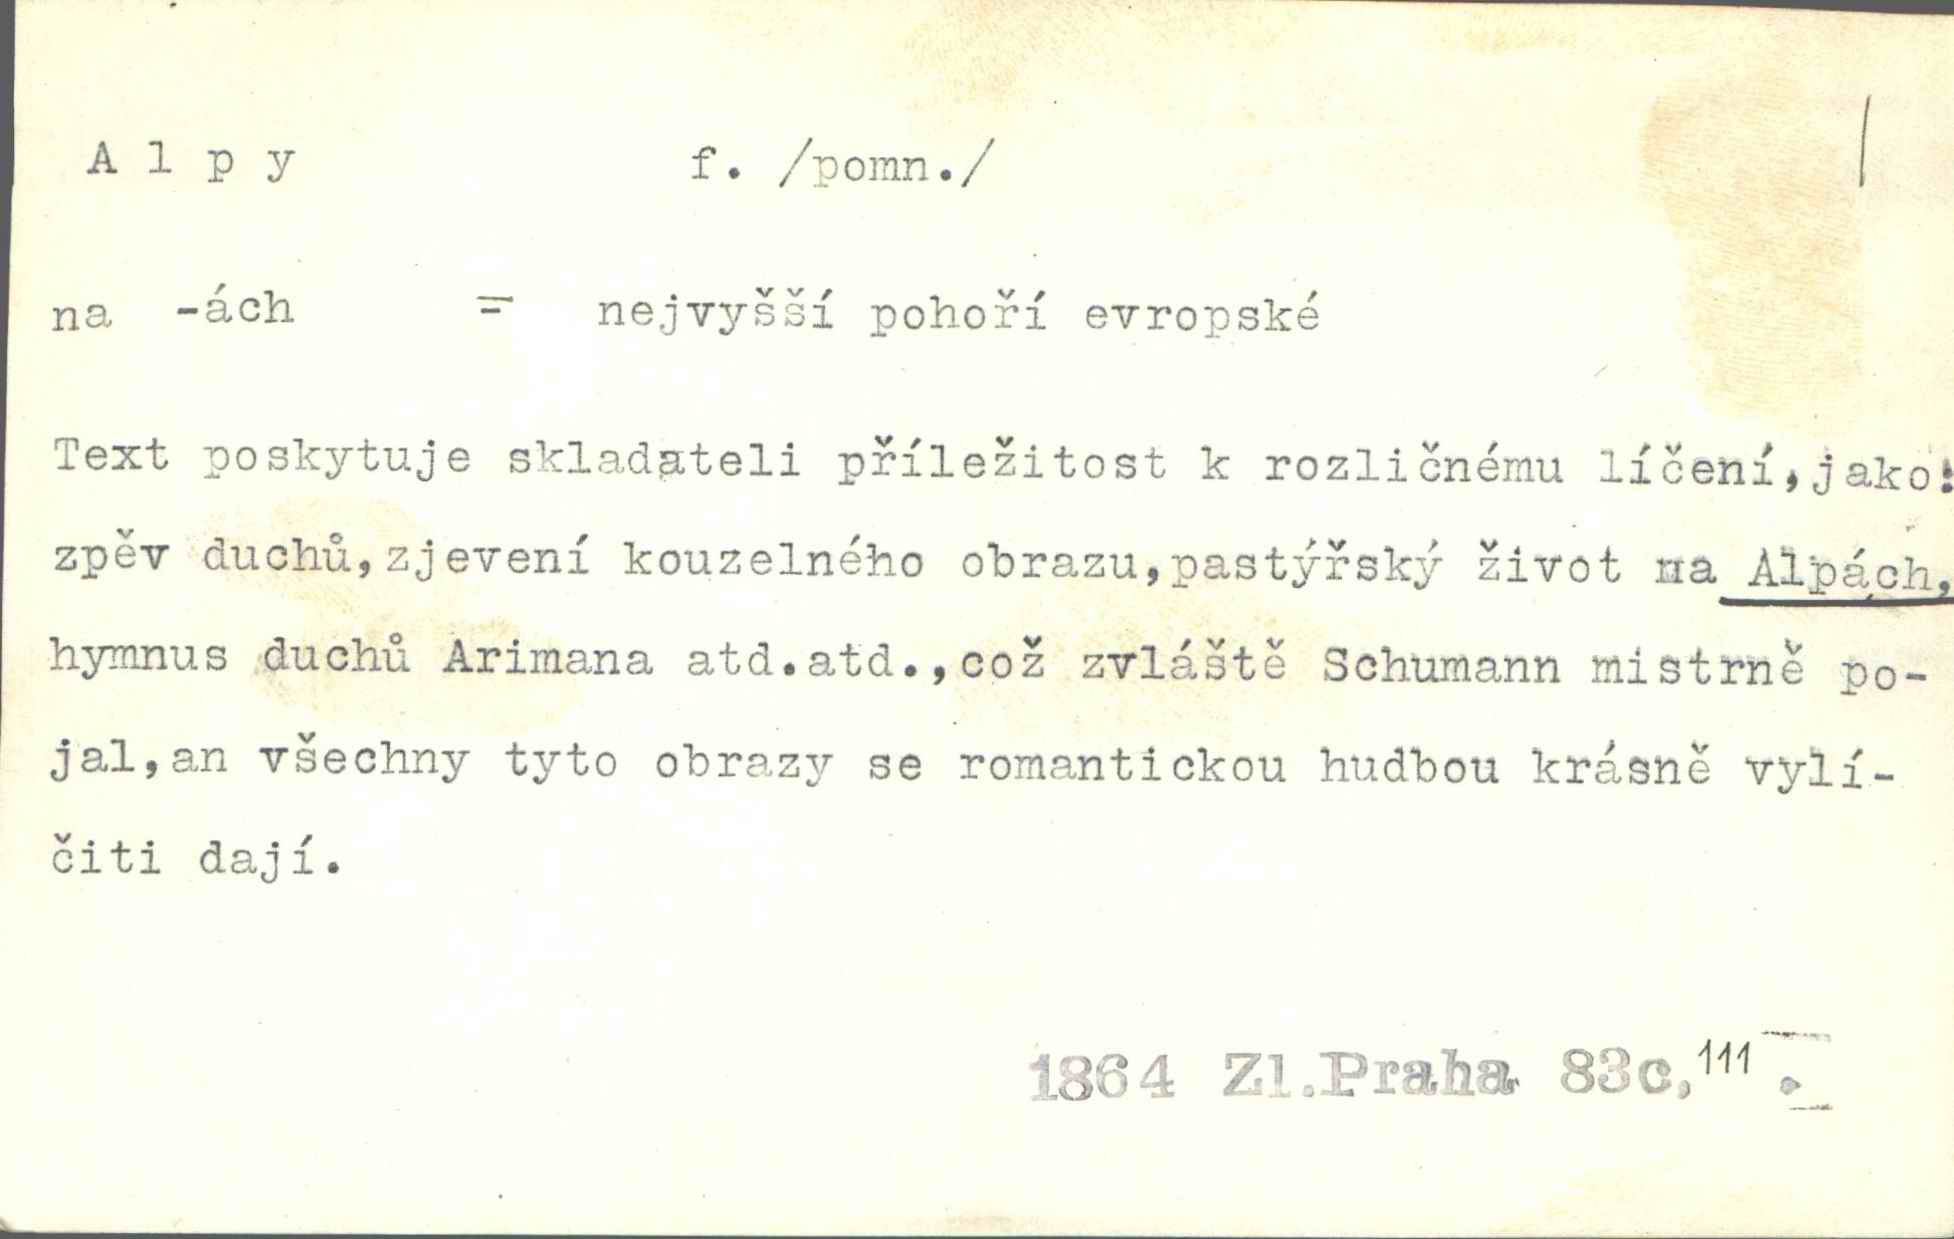 A l p y f. /pomn./
na -ách = nejvyšší pohoří evropské
Text poskytuje skladateli příležitost k rozličnému líčení,jako:
zpěv duchů,zjevení kouzelného obrazu,pastýřský život na Alpách,
hymnus duchů Arimana atd.atd.,což zvláště Schumann mistrně po-
jal,an všechny tyto obrazy se romantickou hudbou krásně vylí-
čiti dají.
1864 Zl.Praha 83c,111.